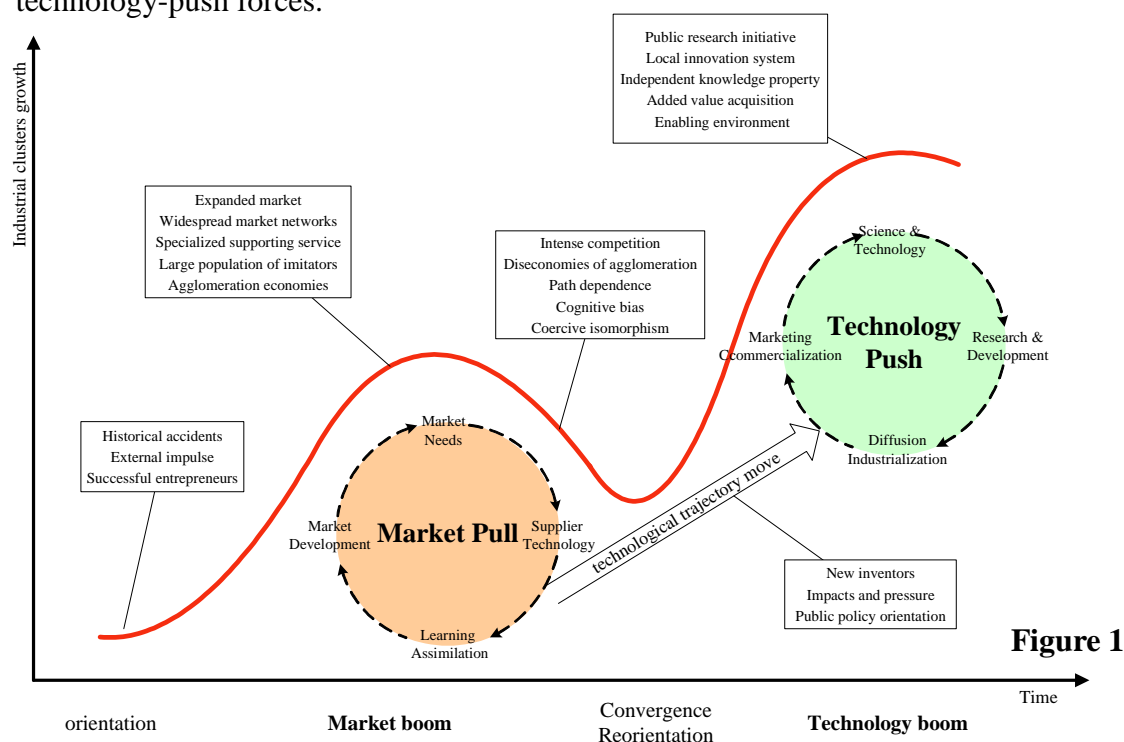 technology-push forces.
Industrial clusters growth
Public research initiative
Local innovation system
Independent knowledge property
Added value acquisition
Enabling environment
Expanded market
Widespread market networks
Specialized supporting service
Large population of imitators
Agglomeration economies
Intense competition
Diseconomies of agglomeration
Path dependence
Cognitive bias
Coercive isomorphism
Historical accidents
External impulse
Successful entrepreneurs
Science &
Technology
Technology
Push
Marketing
Ccommercialization
Research &
Development
Diffusion
Industrialization
Market
Needs
Market Pull
Market
Development
Supplier
Technology
Learning
Assimilation
technological trajectory move
New inventors
Impacts and pressure
Public policy orientation
Figure 1
Time
orientation
Market boom
Convergence
Reorientation
Technology boom